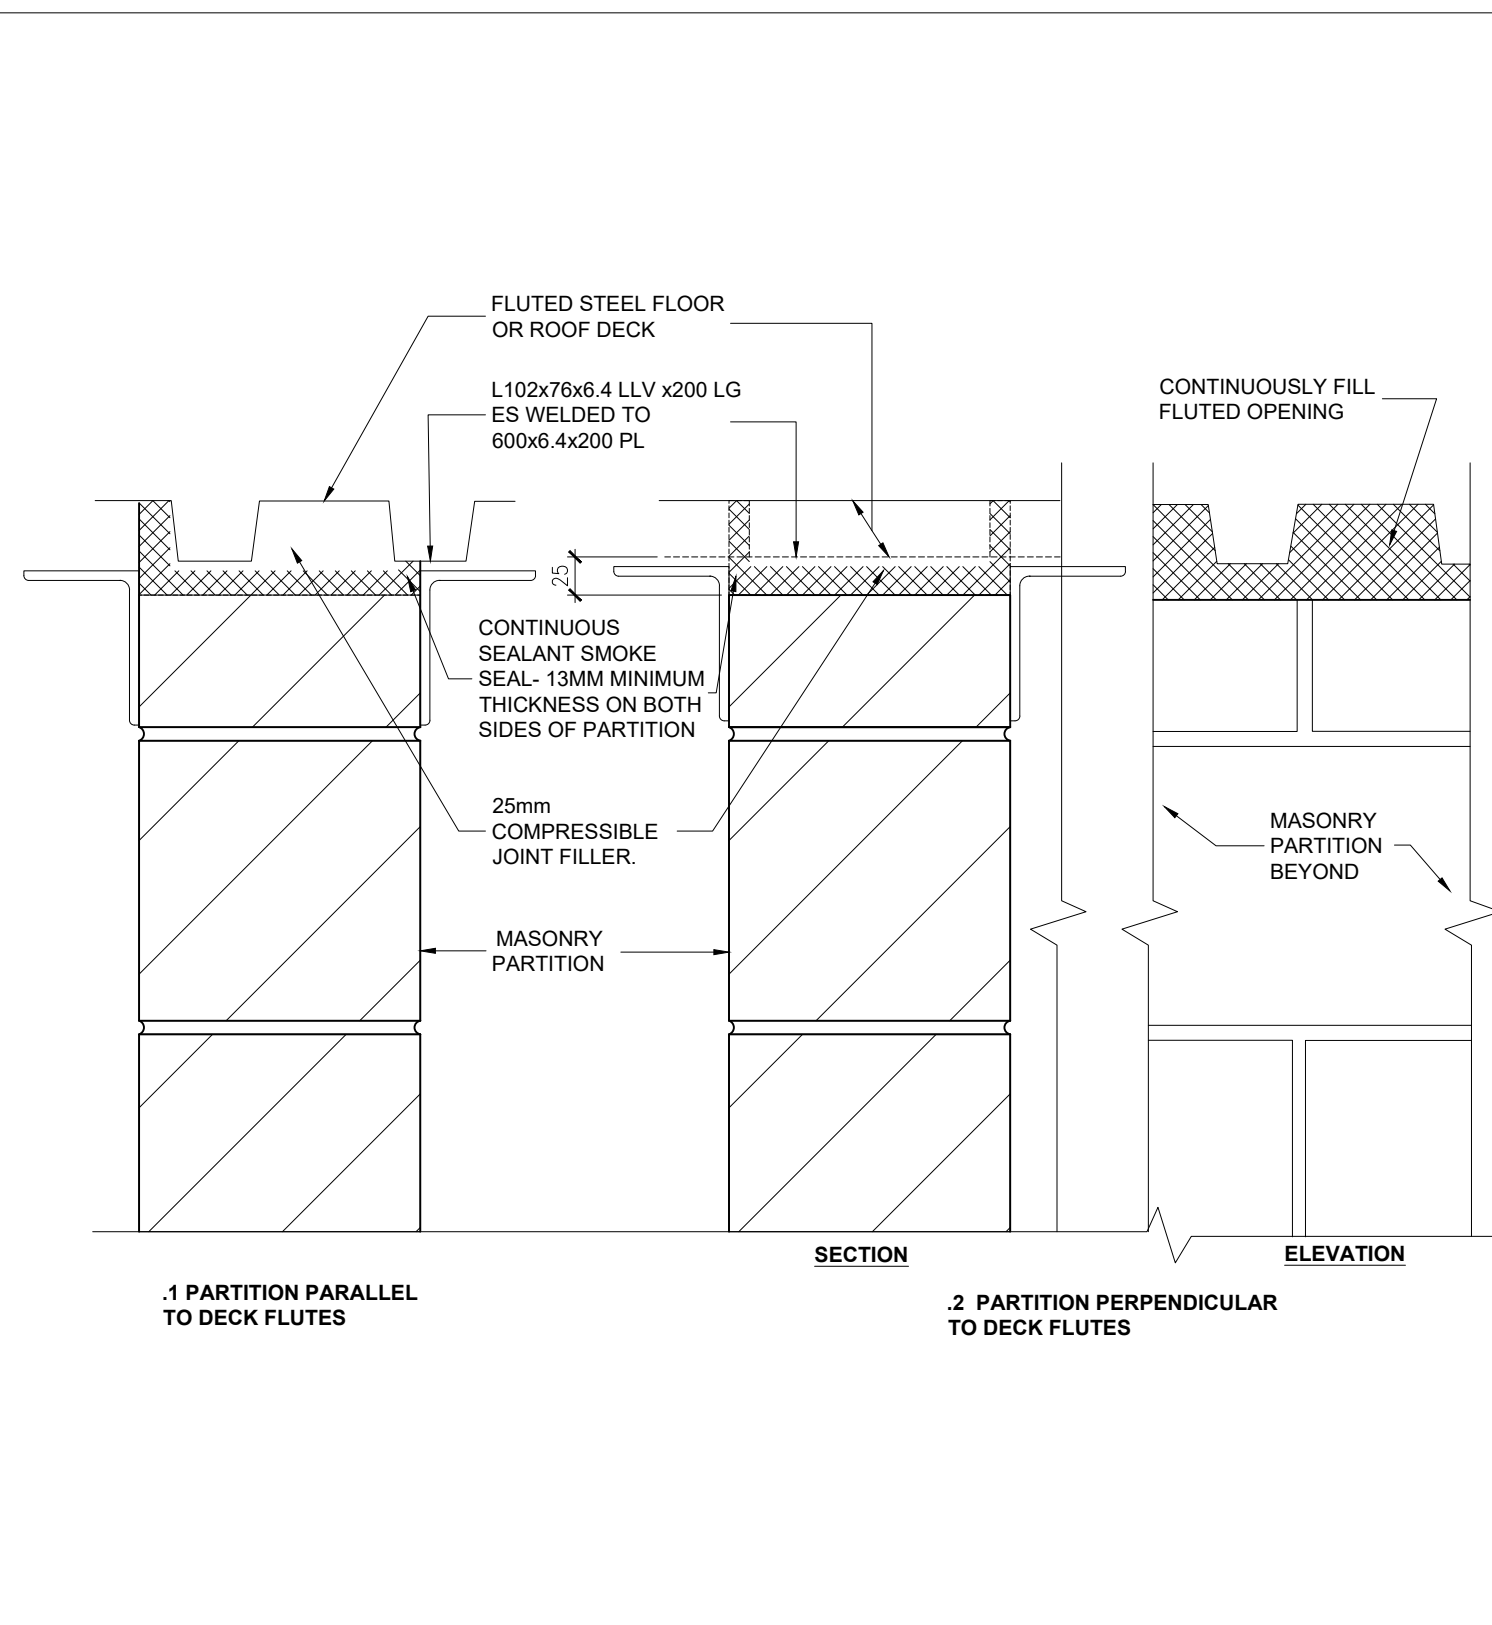 FLUTED STEEL FLOOR
OR ROOF DECK
L102x76x6.4 LLV x200 LG
ES WELDED TO
600x6.4x200 PL
CONTINUOUSLY FILL
FLUTED OPENING
25
CONTINUOUS
SEALANT SMOKE
SEAL- 13MM MINIMUM
THICKNESS ON BOTH
SIDES OF PARTITION
25mm
COMPRESSIBLE
JOINT FILLER.
MASONRY
PARTITION
BEYOND
MASONRY
PARTITION
SECTION
ELEVATION
.1 PARTITION PARALLEL
TO DECK FLUTES
.2 PARTITION PERPENDICULAR
TO DECK FLUTES